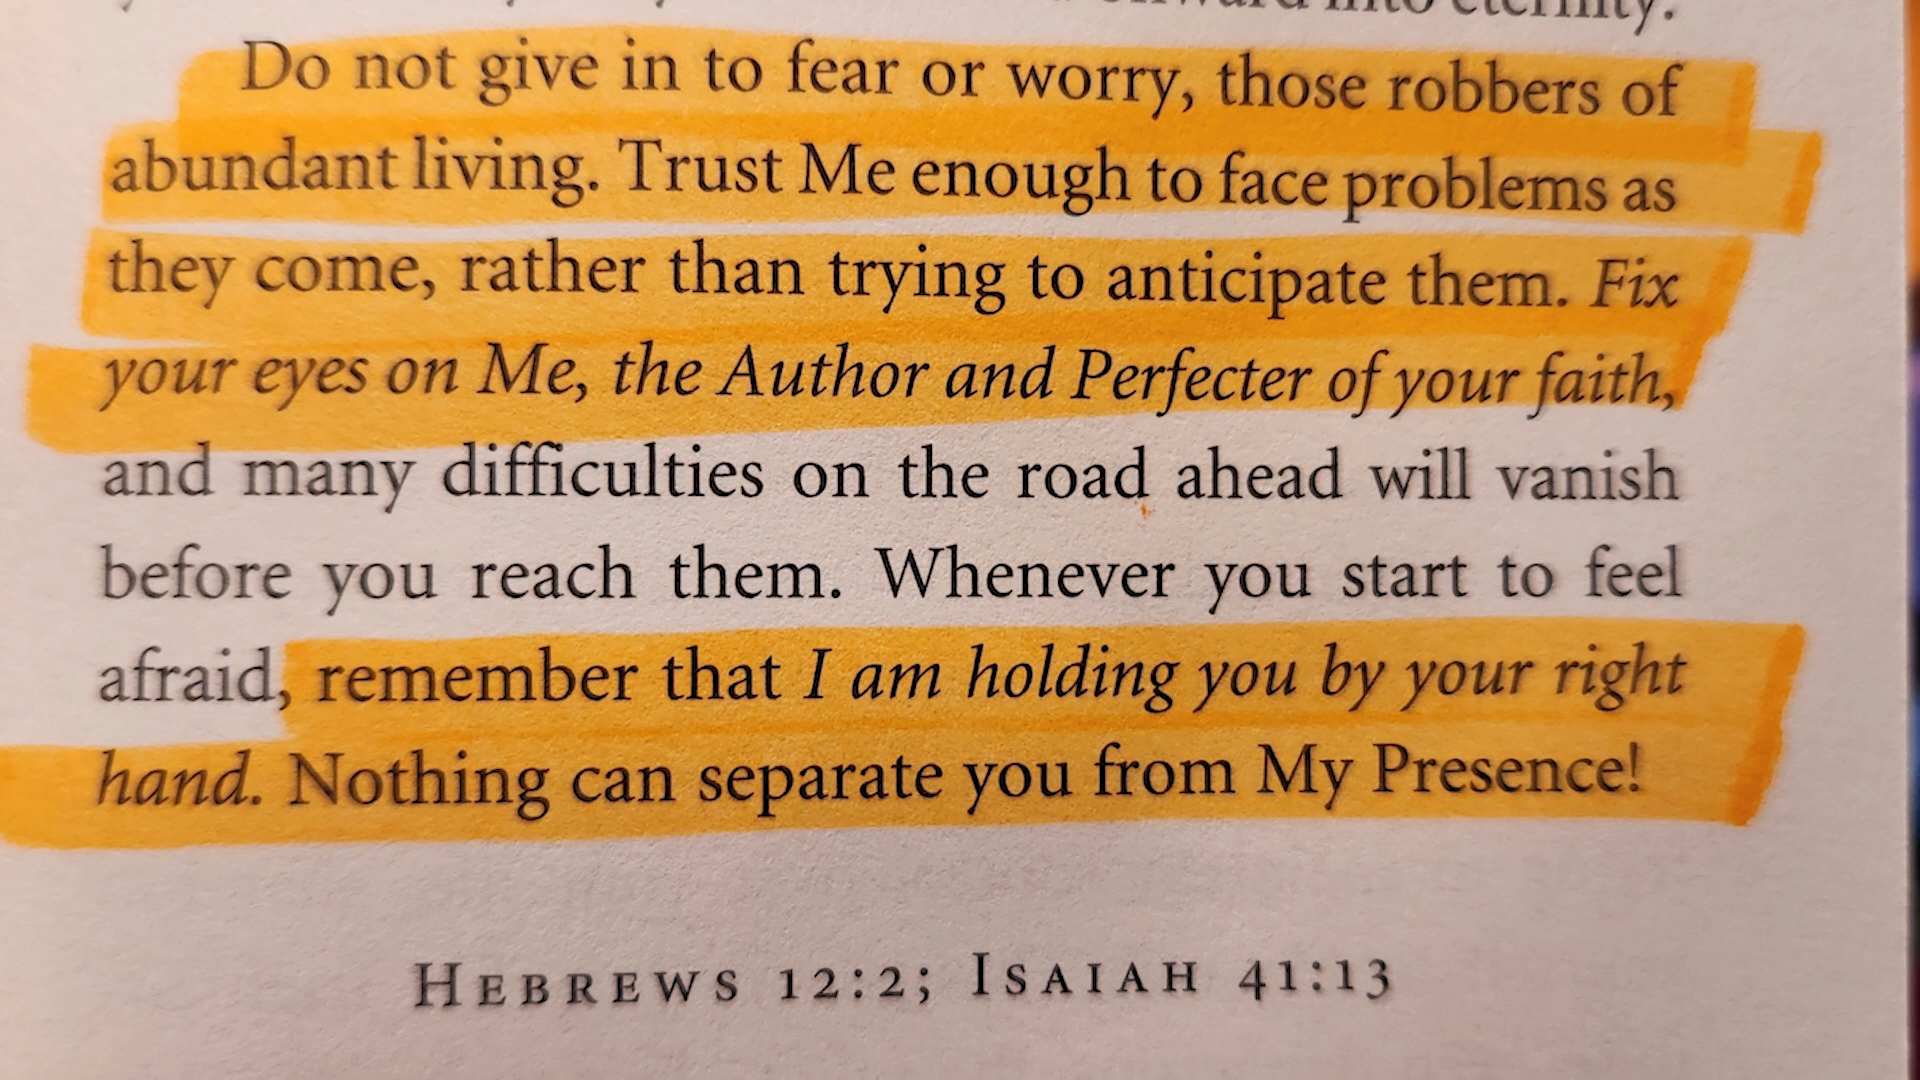 into eternity.
Do not give in to fear or worry, those robbers of
abundant living. Trust Me enough to face problems as
they come, rather than trying to anticipate them. Fix
your eyes on Me, the Author and Perfecter of your faith,
and many difficulties on the road ahead will vanish
before you reach them. Whenever you start to feel
afraid, remember that I am holding you by your right
hand. Nothing can separate you from My Presence!
HEBREWS 12:2; ISAIAH 41:13